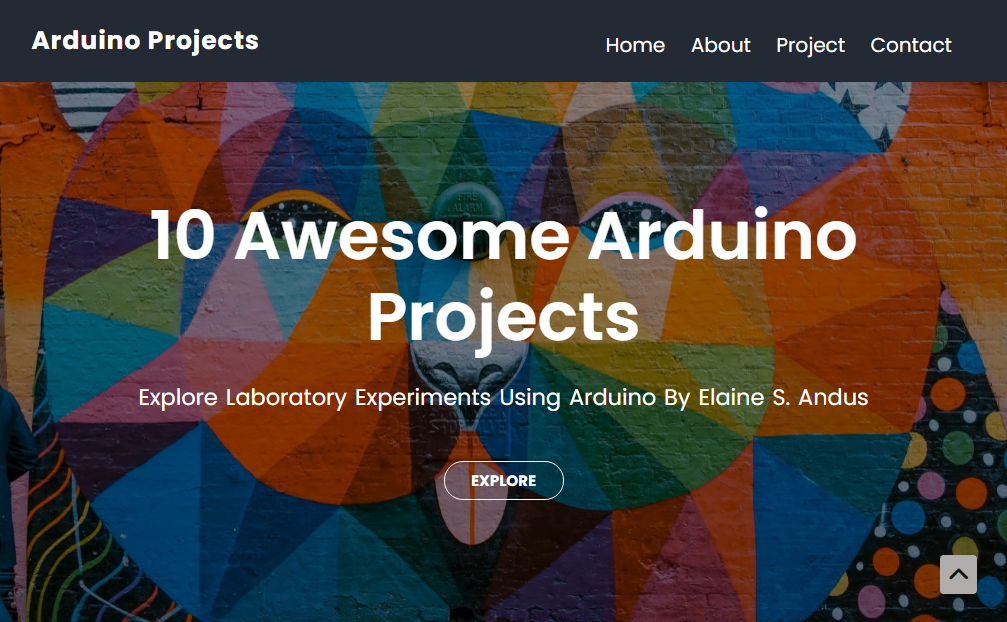 Arduino Projects
Home About Project Contact
10 Awesome Arduino
Projects
Explore Laboratory Experiments Using Arduino By Elaine S. Andus
EXPLORE